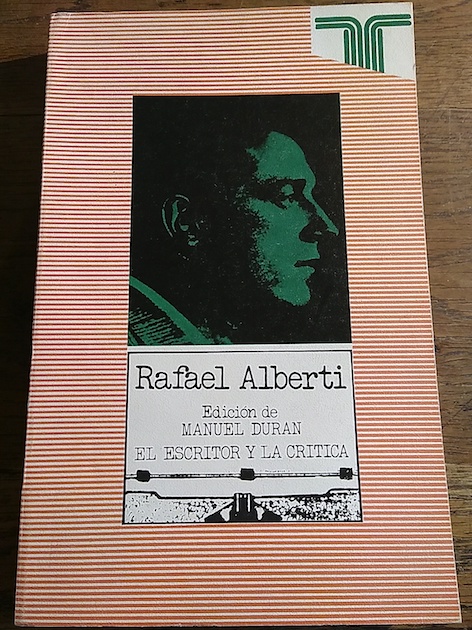 Rafael Alberti
Edición de
MANUEL DURAN
EL ESCRITOR Y LA CRITICA